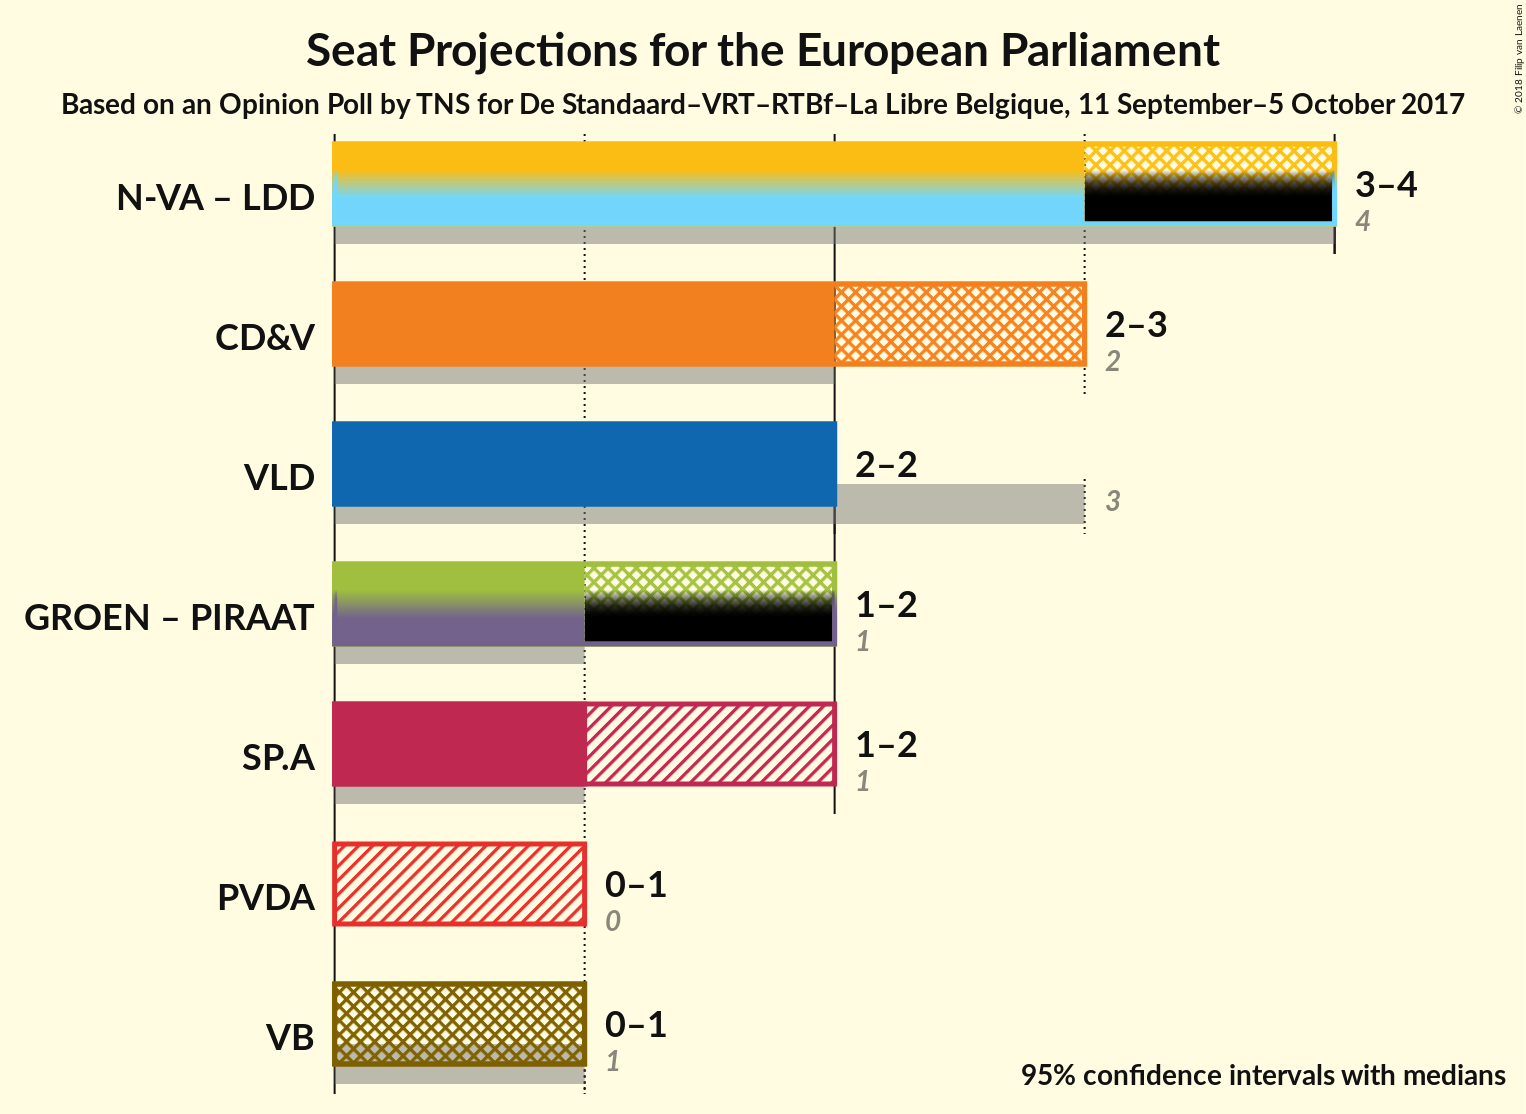 Seat Projections for the European Parliament
Based on an Opinion Poll by TNS for De Standaard–VRT–RTBf–La Libre Belgique, 11 September–5 October 2017
© 2018 Filip van Laenen
N-VA – LDD
3–4
4
CD&V
2–3
2
VLD
2–2
3
GROEN – PIRAAT
1–2
1
SP.A
1–2
1
PVDA
0–1
0
VB
0–1
1
95% confidence intervals with medians